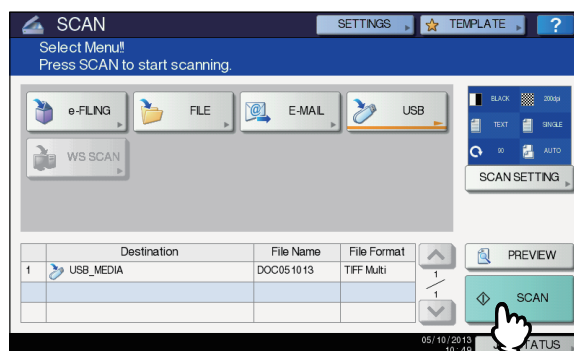 SCAN
SETTINGS
TEMPLATE
?
Select Menu!!
Press SCAN to start scanning.
e-FILING
FILE
E-MAIL
USB
WS SCAN
BLACK
200dpi
TEXT
SINGLE
90
AUTO
SCAN SETTING
Destination File Name File Format
1 USB_MEDIA DOC051013 TIFF Multi
1
1
PREVIEW
SCAN
05/10/2013
10:49